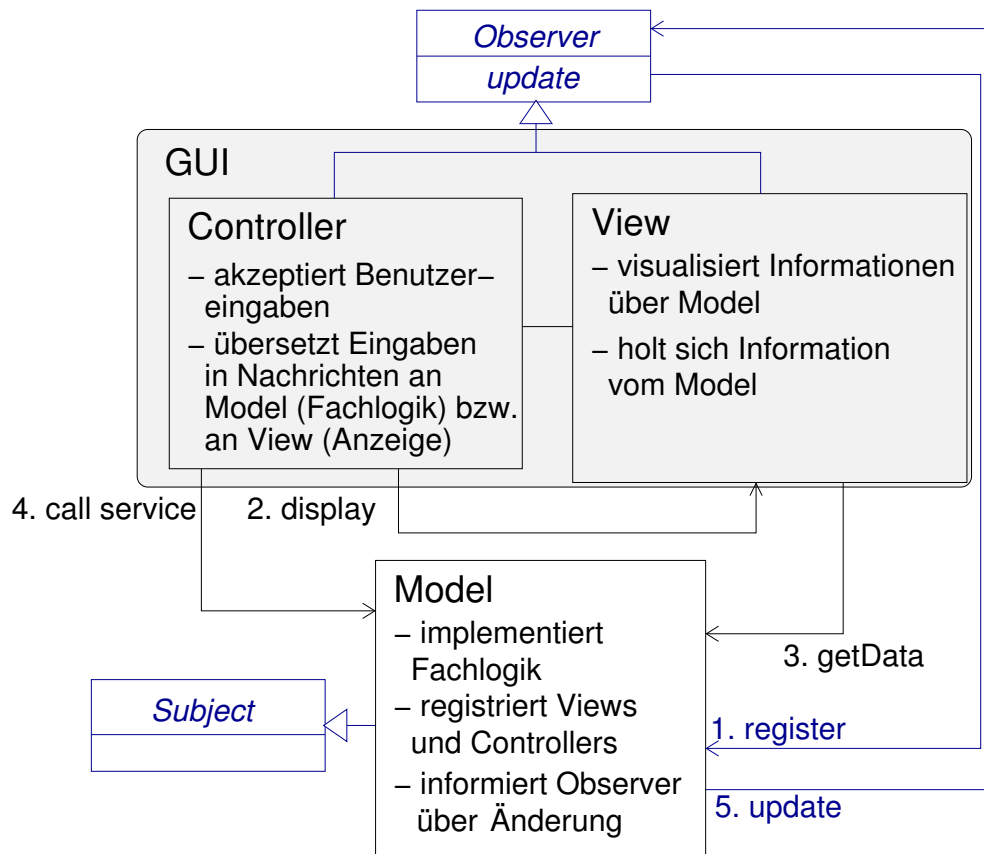 Observer
update
GUI
Controller
– akzeptiert Benutzer–
eingaben
– übersetzt Eingaben
in Nachrichten an
Model (Fachlogik) bzw.
an View (Anzeige)
View
– visualisiert Informationen
über Model
– holt sich Information
vom Model
4. call service
2. display
Model
– implementiert
Fachlogik
– registriert Views
und Controllers
– informiert Observer
über Änderung
3. getData
Subject
1. register
5. update